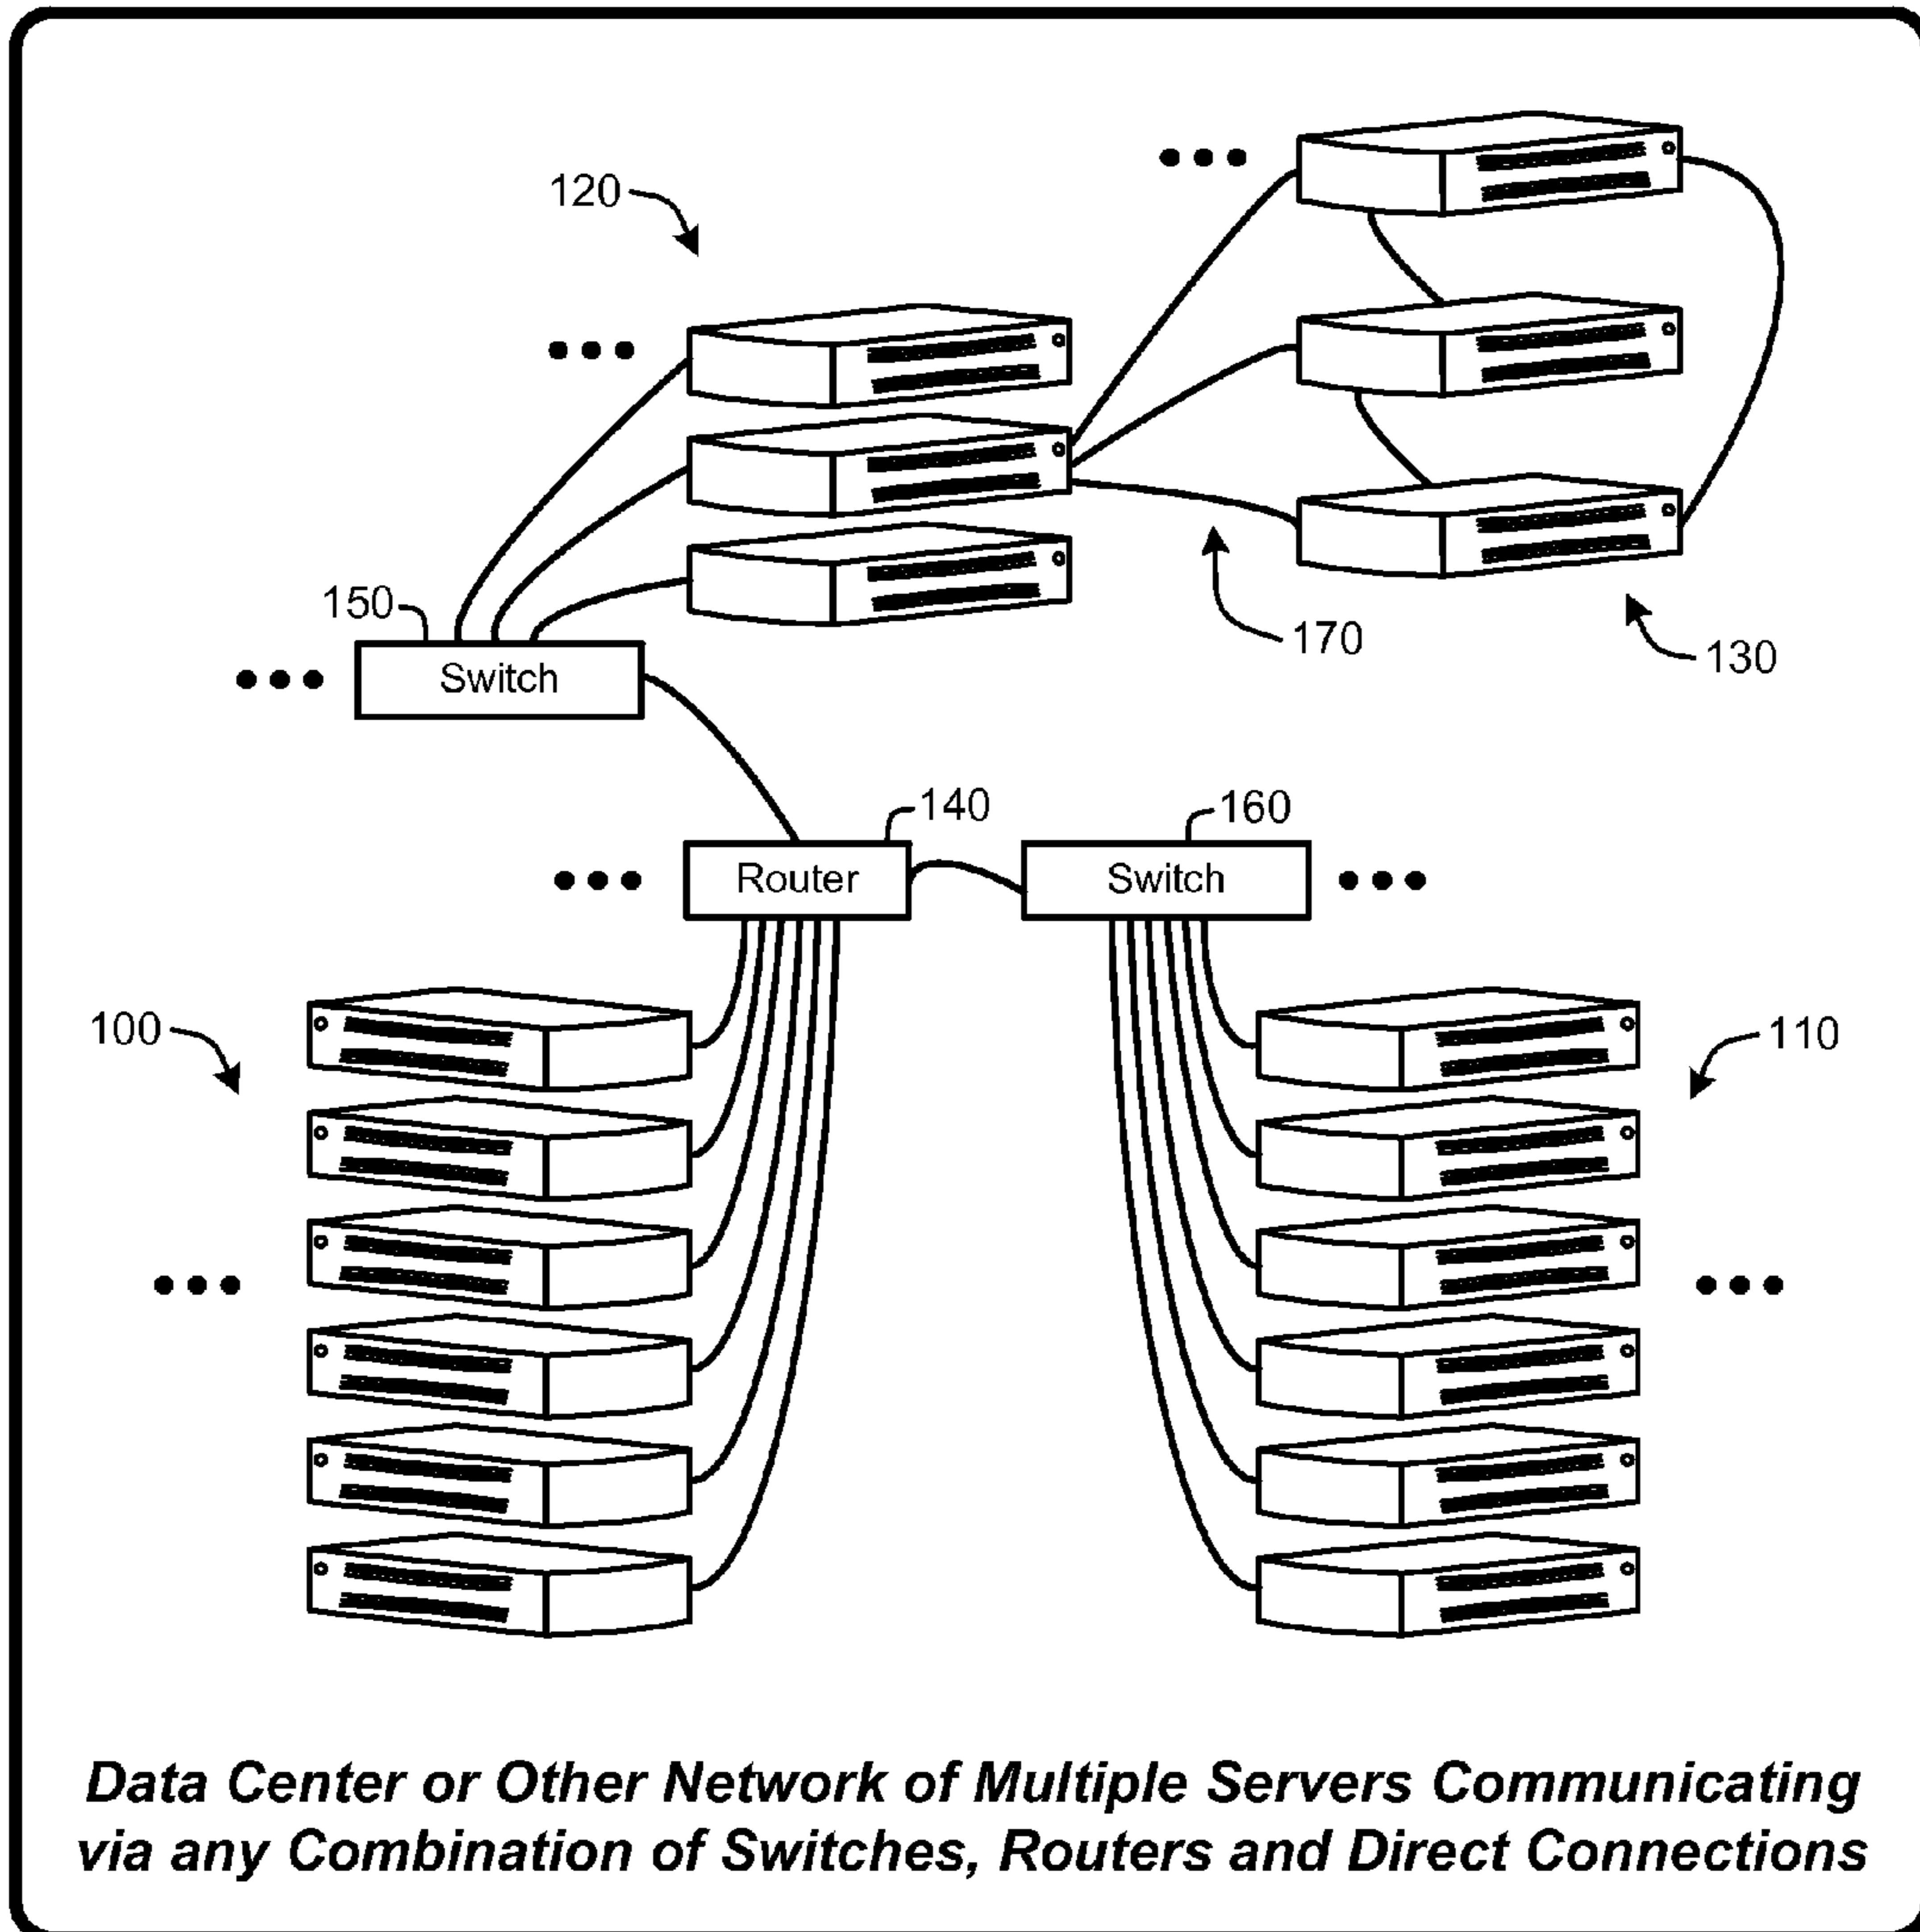 120
150
Switch
170
130
140
160
Router
Switch
100
110
Data Center or Other Network of Multiple Servers Communicating
via any Combination of Switches, Routers and Direct Connections